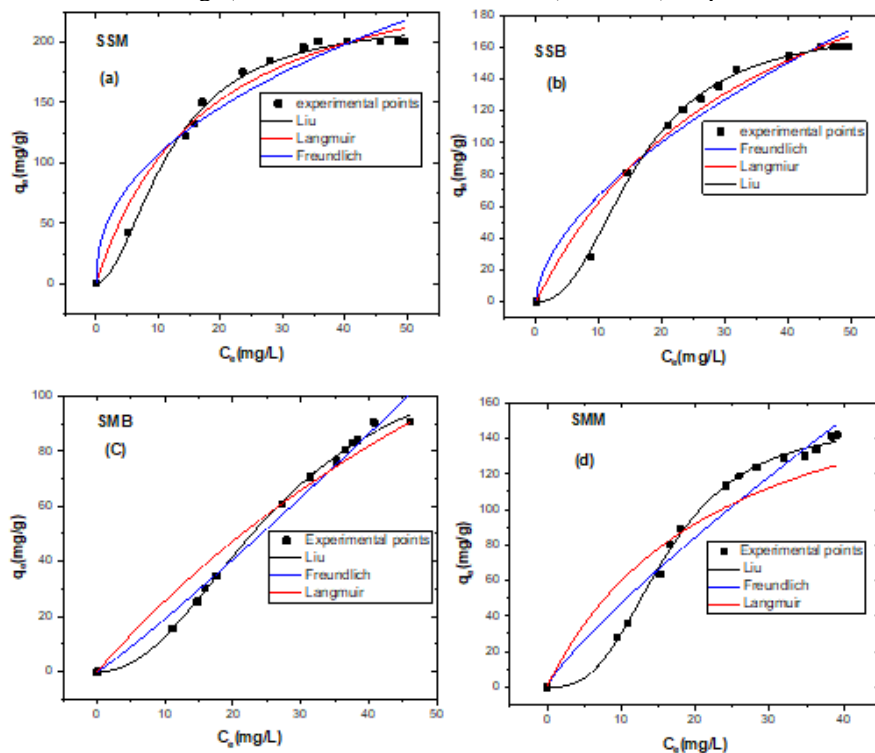 SSM
(a)
experimental points
Liu
Langmuir
Freundlich
qe(mg/g)
200
150
100
50
0
0 10 20 30 40 50
Ce(mg/L)
SSB
(b)
experimental points
Freundlich
Langmiur
Liu
qe(mg/g)
180
160
140
120
100
80
60
40
20
0
0 10 20 30 40 50
Ce(mg/L)
SMB
(C)
Experimental points
Liu
Freundlich
Langmuir
qe(mg/g)
100
80
60
40
20
0
0 10 20 30 40 50
Ce(mg/L)
SMM
(d)
Experimental points
Liu
Freundlich
Langmuir
qe(mg/g)
160
140
120
100
80
60
40
20
0
0 10 20 30 40
Ce(mg/L)